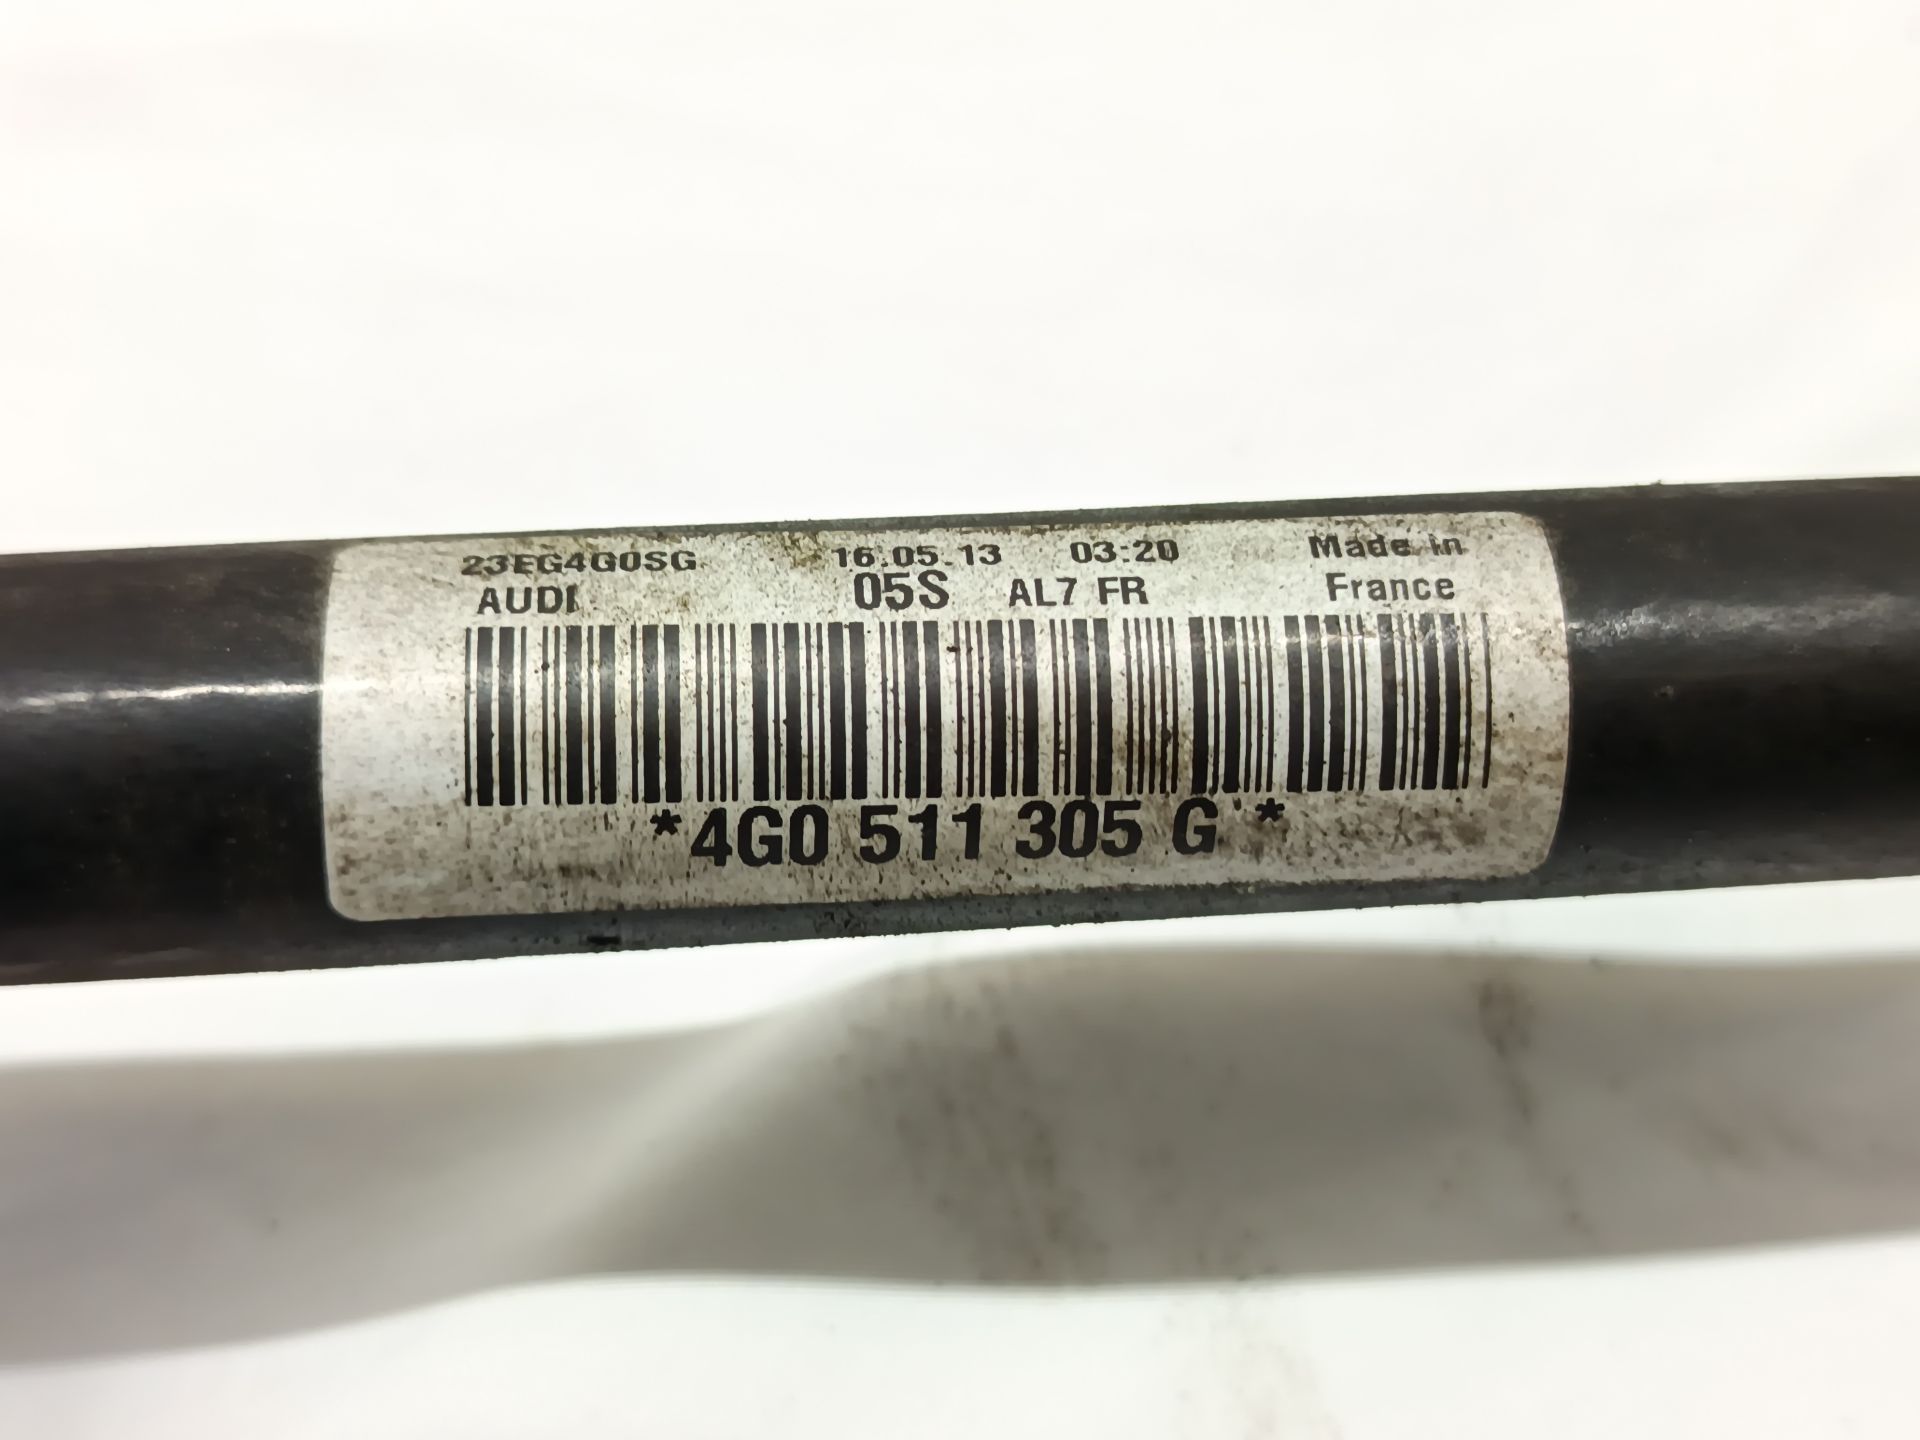 23EG4G0SG 16.05.13 03:20 Made in
AUDI 05S AL7 FR France
*4G0 511 305 G *